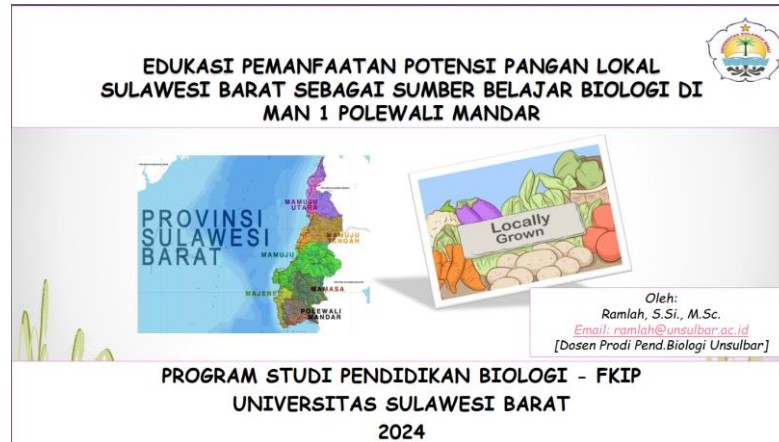 EDUKASI PEMANFAATAN POTENSI PANGAN LOKAL
SULAWESI BARAT SEBAGAI SUMBER BELAJAR BIOLOGI DI
MAN 1 POLEWALI MANDAR
PROVINSI
SULAWESI
BARAT
MAMUJU
UTARA
MAMUJU
TENGAH
MAMUJU
MAJENE
MAMASA
POLEWALI
MANDAR
Locally
Grown
Oleh:
Ramlah, S.Si., M.Sc.
Email: ramlah@unsulbar.ac.id
[Dosen Prodi Pend.Biologi Unsulbar]
PROGRAM STUDI PENDIDIKAN BIOLOGI - FKIP
UNIVERSITAS SULAWESI BARAT
2024